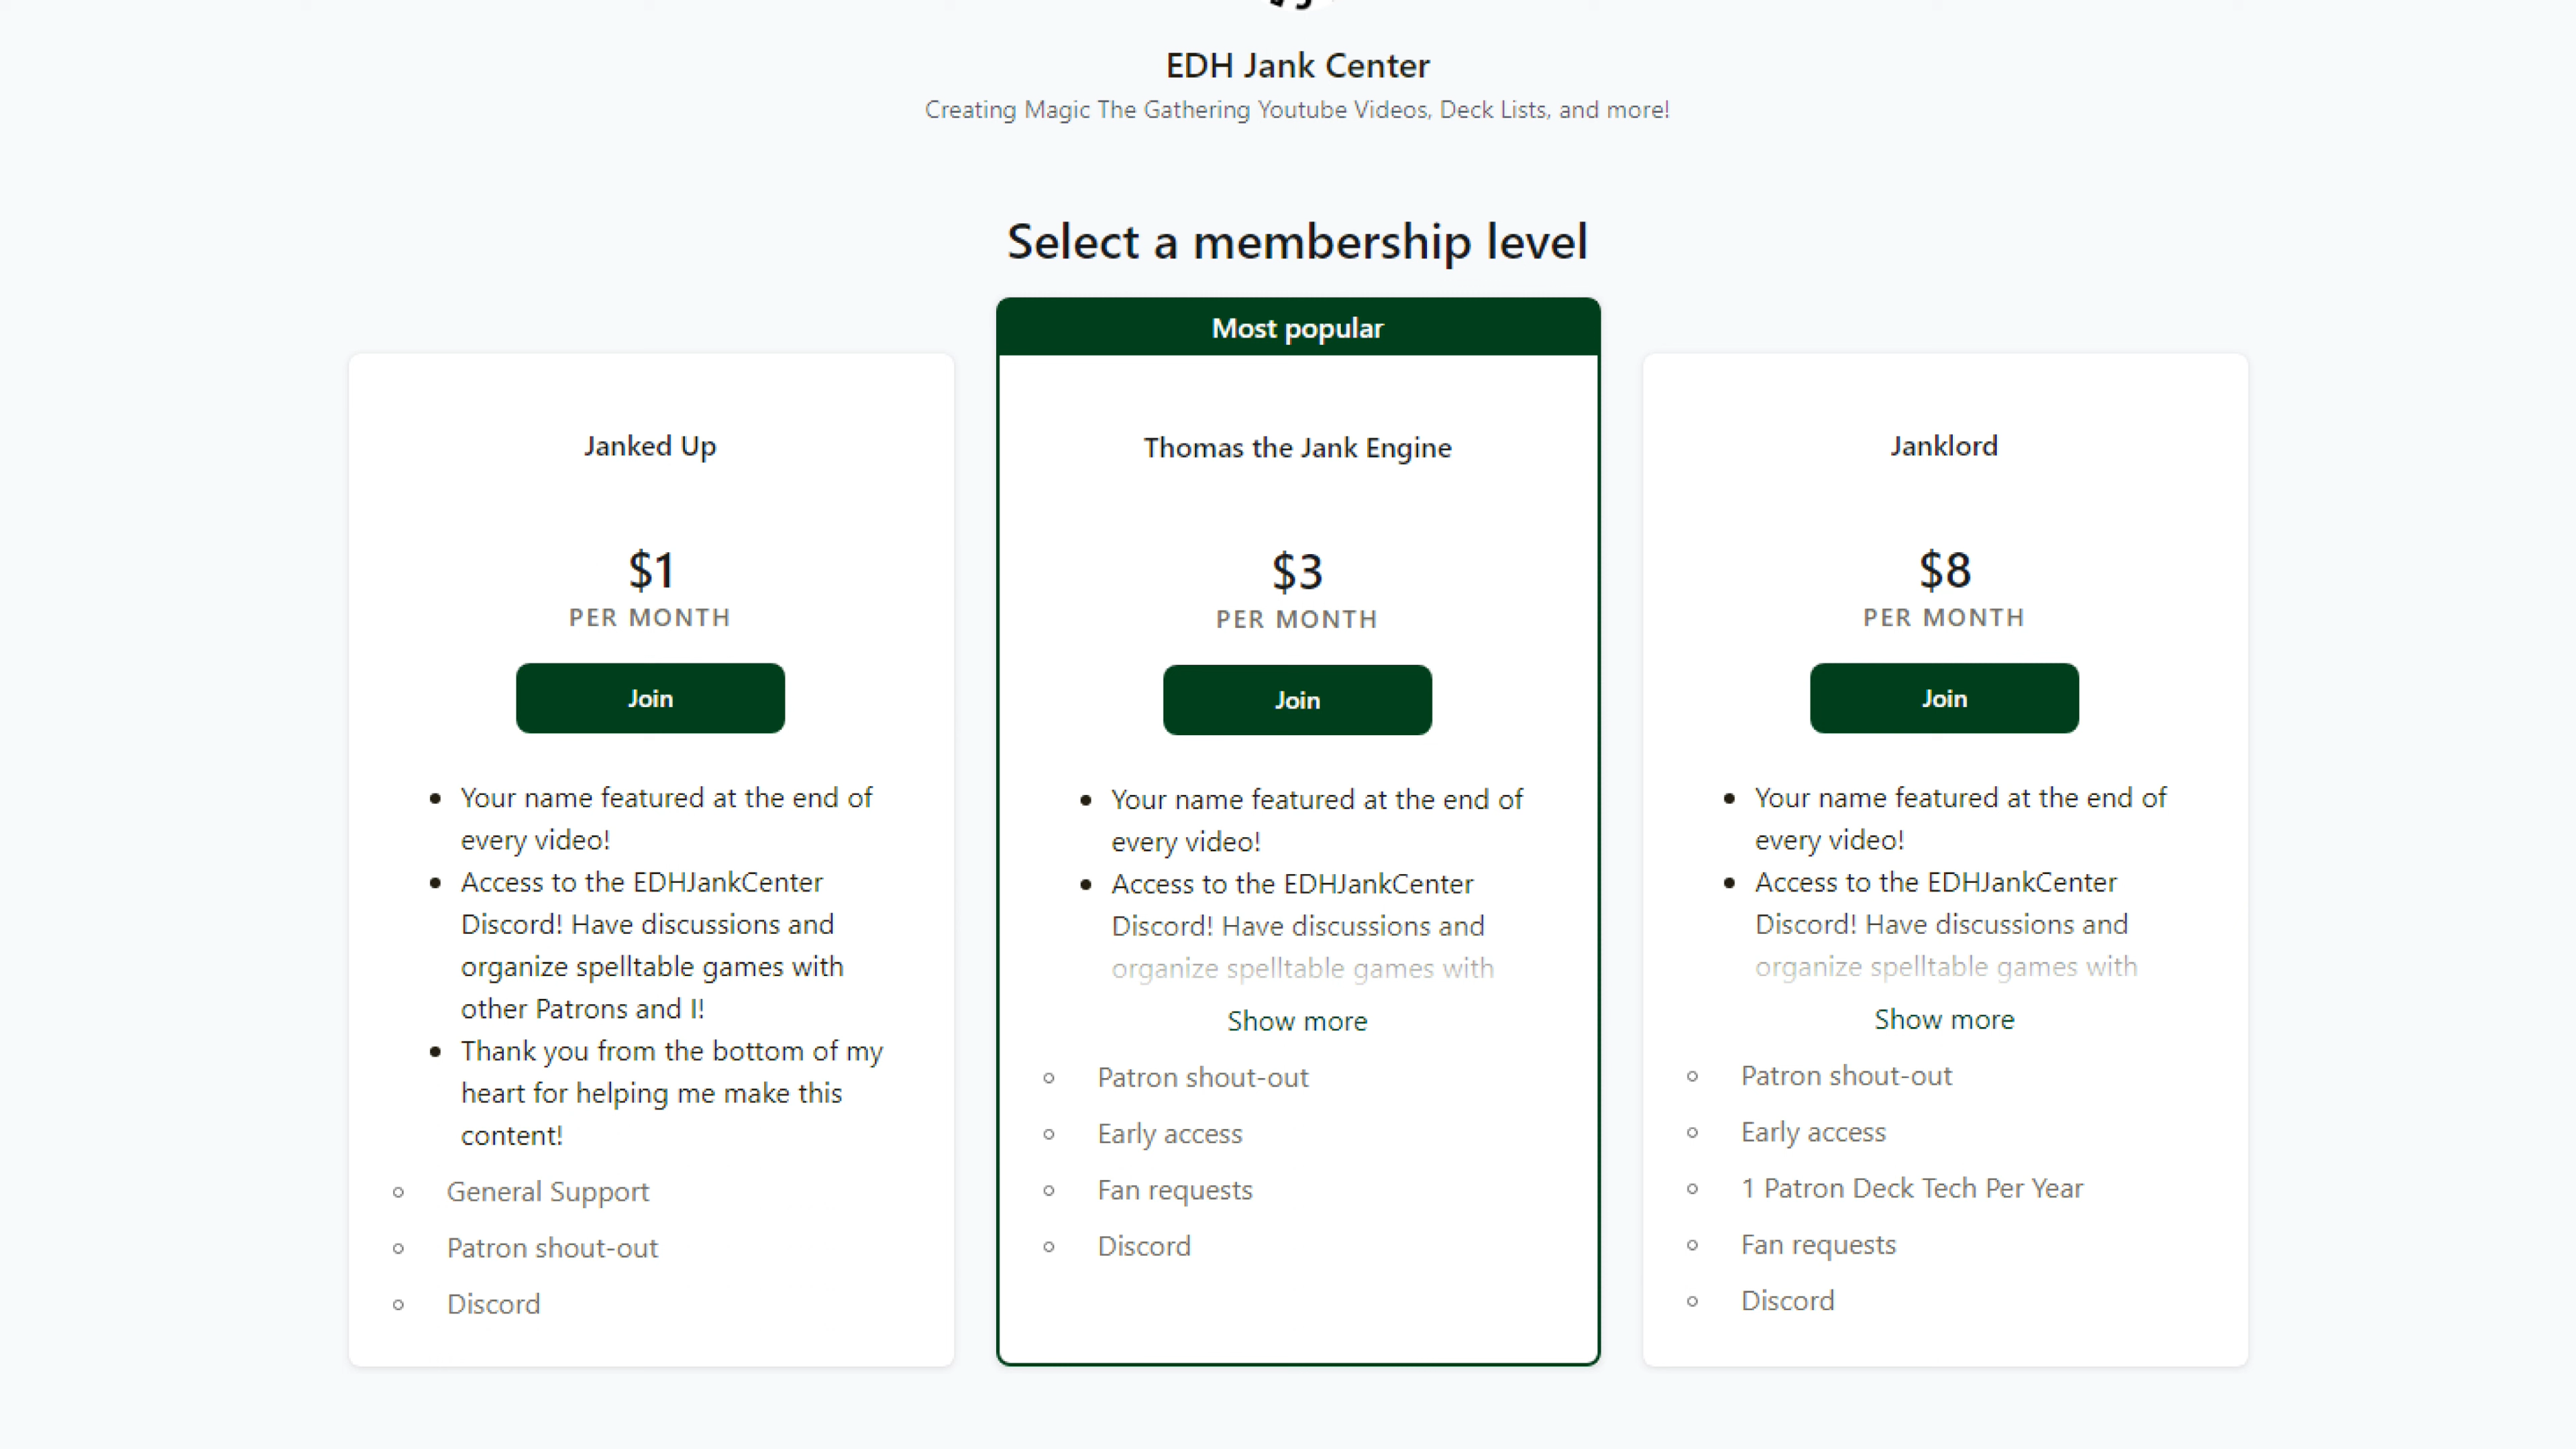 EDH Jank Center
Creating Magic The Gathering Youtube Videos, Deck Lists, and more!
Select a membership level
Janked Up
$1
PER MONTH
Join
Your name featured at the end of
every video!
Access to the EDHJankCenter
Discord! Have discussions and
organize spelltable games with
other Patrons and I!
Thank you from the bottom of my
heart for helping me make this
content!
General Support
Patron shout-out
Discord
Most popular
Thomas the Jank Engine
$3
PER MONTH
Join
Your name featured at the end of
every video!
Access to the EDHJankCenter
Discord! Have discussions and
organize spelltable games with
Show more
Patron shout-out
Early access
Fan requests
Discord
Janklord
$8
PER MONTH
Join
Your name featured at the end of
every video!
Access to the EDHJankCenter
Discord! Have discussions and
organize spelltable games with
Show more
Patron shout-out
Early access
1 Patron Deck Tech Per Year
Fan requests
Discord